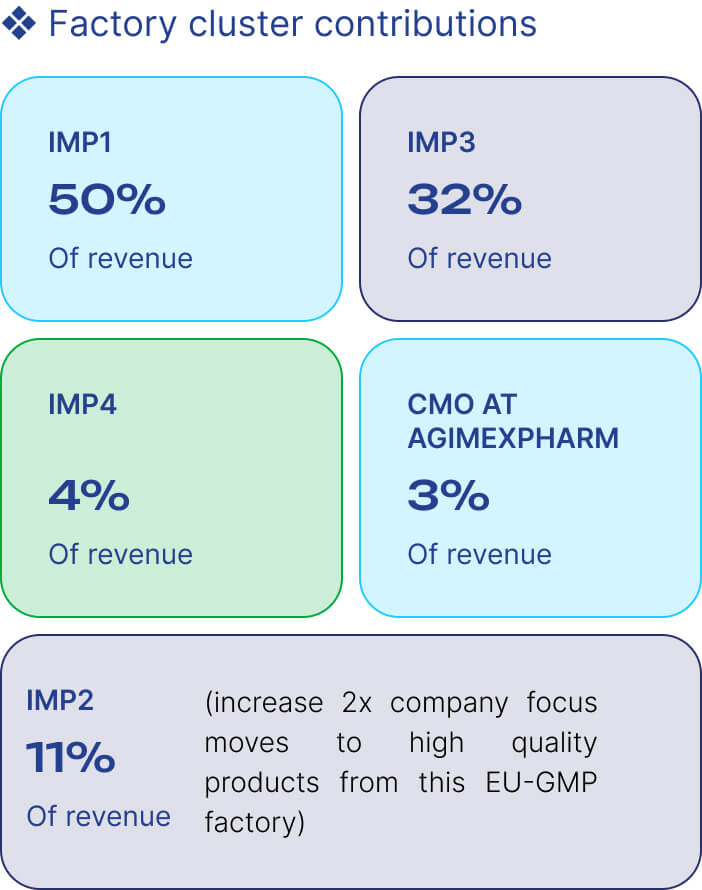 ❖ Factory cluster contributions
IMP1
50%
Of revenue
IMP3
32%
Of revenue
IMP4
4%
Of revenue
CMO AT
AGIMEXPHARM
3%
Of revenue
IMP2
11%
Of revenue
(increase 2x company focus
moves to high quality
products from this EU-GMP
factory)